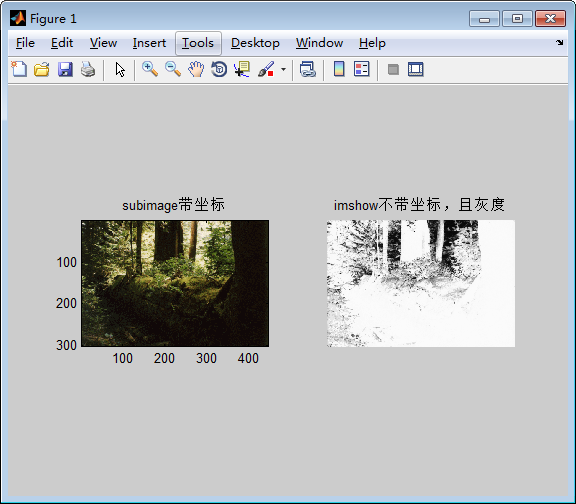 Figure 1
File Edit View Insert Tools Desktop Window Help
subimage带坐标
imshow不带坐标，且灰度
100
200
300
100 200 300 400